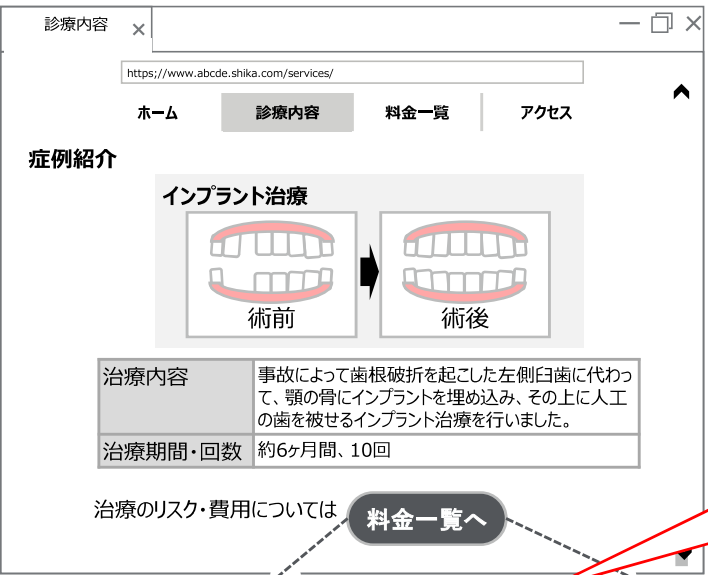 診療内容
https;//www.abcde.shika.com/services/
ホーム 診療内容 料金一覧 アクセス
症例紹介
インプラント治療
術前 術後
治療内容
事故によって歯根破折を起こした左側臼歯に代わっ
て、顎の骨にインプラントを埋め込み、その上に人工
の歯を被せるインプラント治療を行いました。
治療期間・回数 約6ヶ月間、10回
治療のリスク・費用については 料金一覧へ